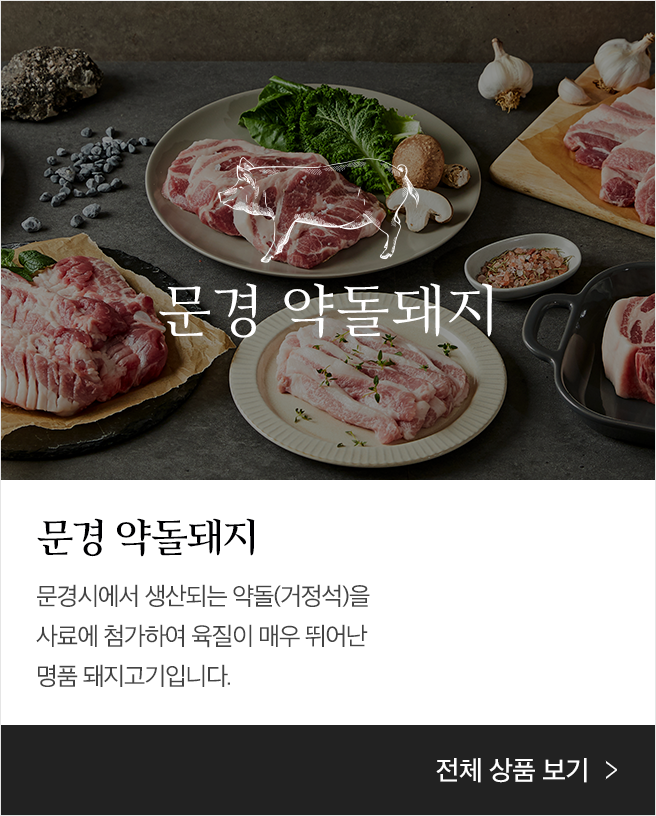 문경 약돌돼지
문경 약돌돼지
문경시에서 생산되는 약돌(거정석)을
사료에 첨가하여 육질이 매우 뛰어난
명품 돼지고기입니다.
전체 상품 보기 >